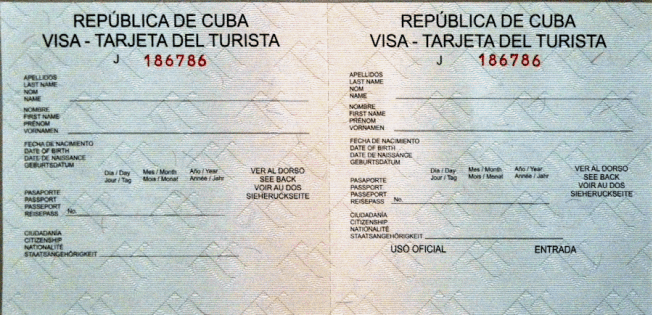 REPÚBLICA DE CUBA
VISA - TARJETA DEL TURISTA
J 186786
APELLIDOS
LAST NAME
NOM
NAME
NOMBRE
FIRST NAME
PRÉNOM
VORNAMEN
FECHA DE NACIMIENTO
DATE OF BIRTH
DATE DE NAISSANCE
GEBURTSDATUM
Día / Day Mes / Month Año / Year
Jour / Tag Mois / Monat Année / Jahr
VER AL DORSO
SEE BACK
VOIR AU DOS
SIEHERUCKSEITE
PASAPORTE
PASSPORT
PASSEPORT
REISEPASS No.
CIUDADANÍA
CITIZENSHIP
NATIONALITÉ
STAATSANGEHÖRIGKEIT
REPÚBLICA DE CUBA
VISA - TARJETA DEL TURISTA
J 186786
APELLIDOS
LAST NAME
NOM
NAME
NOMBRE
FIRST NAME
PRÉNOM
VORNAMEN
FECHA DE NACIMIENTO
DATE OF BIRTH
DATE DE NAISSANCE
GEBURTSDATUM
Día / Day Mes / Month Año / Year
Jour / Tag Mois / Monat Année / Jahr
VER AL DORSO
SEE BACK
VOIR AU DOS
SIEHERUCKSEITE
PASAPORTE
PASSPORT
PASSEPORT
REISEPASS No.
CIUDADANÍA
CITIZENSHIP
NATIONALITÉ
STAATSANGEHÖRIGKEIT
USO OFICIAL ENTRADA